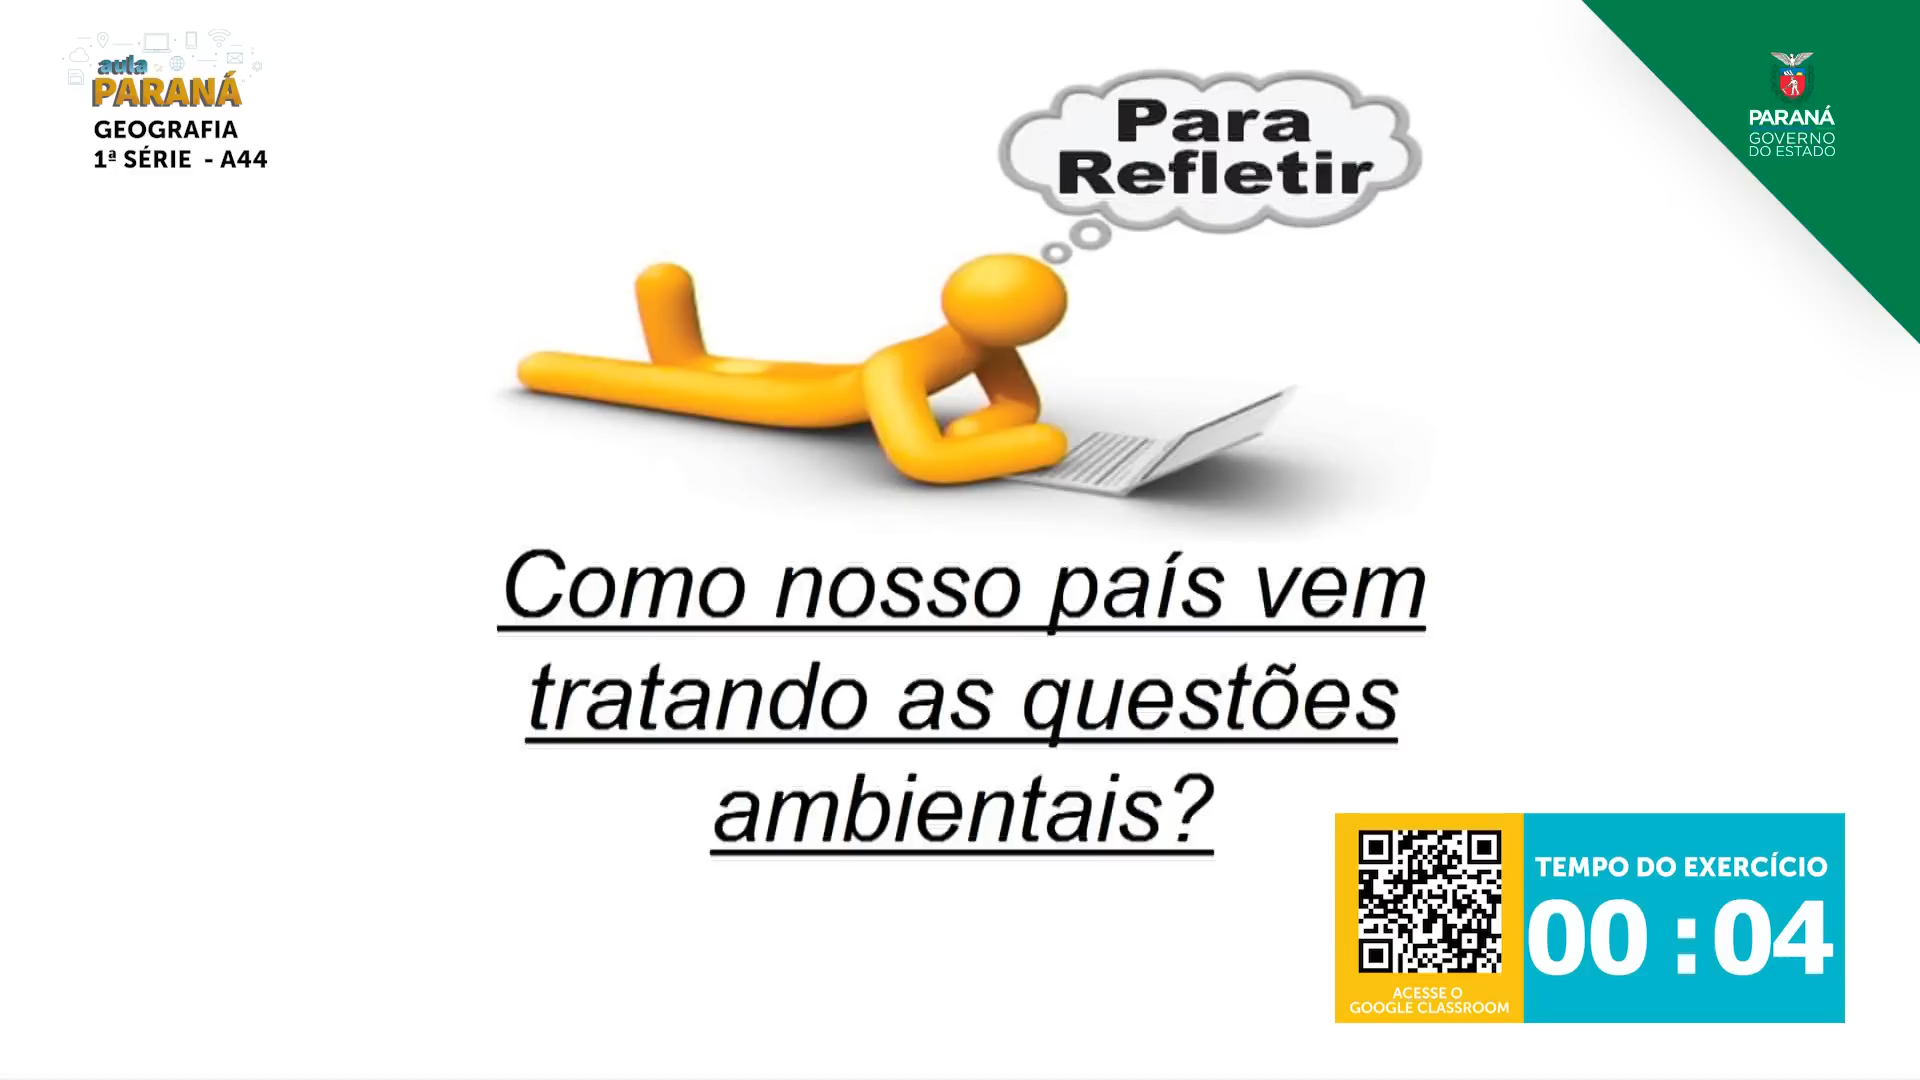 aula
PARANÁ
GEOGRAFIA
1ª SÉRIE - A44
Para
Refletir
PARANÁ
GOVERNO
DO ESTADO
Como nosso país vem
tratando as questões
ambientais?
ACESSE O
GOOGLE CLASSROOM
TEMPO DO EXERCÍCIO
00 : 04